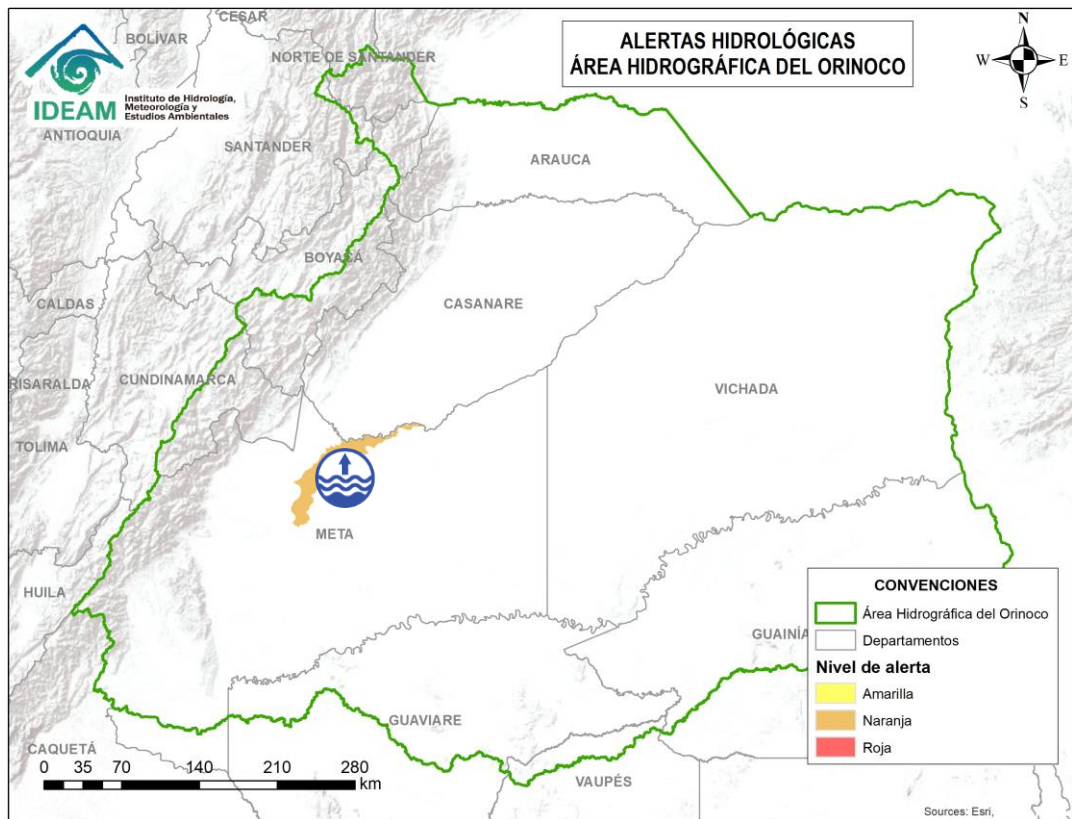 ALERTAS HIDROLÓGICAS
ÁREA HIDROGRÁFICA DEL ORINOCO
N
W
E
S
IDEAM
Instituto de Hidrología,
Meteorología y
Estudios Ambientales
CESAR
BOLÍVAR
NORTE DE SANTANDER
ANTIOQUIA
SANTANDER
ARAUCA
BOYACÁ
CALDAS
CASANARE
RISARALDA
CUNDINAMARCA
VICHADA
TOLIMA
META
HUILA
GUAINÍA
GUAVIARE
CAQUETÁ
VAUPÉS
CONVENCIONES
Área Hidrográfica del Orinoco
Departamentos
Nivel de alerta
Amarilla
Naranja
Roja
0 35 70 140 210 280
km
Sources: Esri,